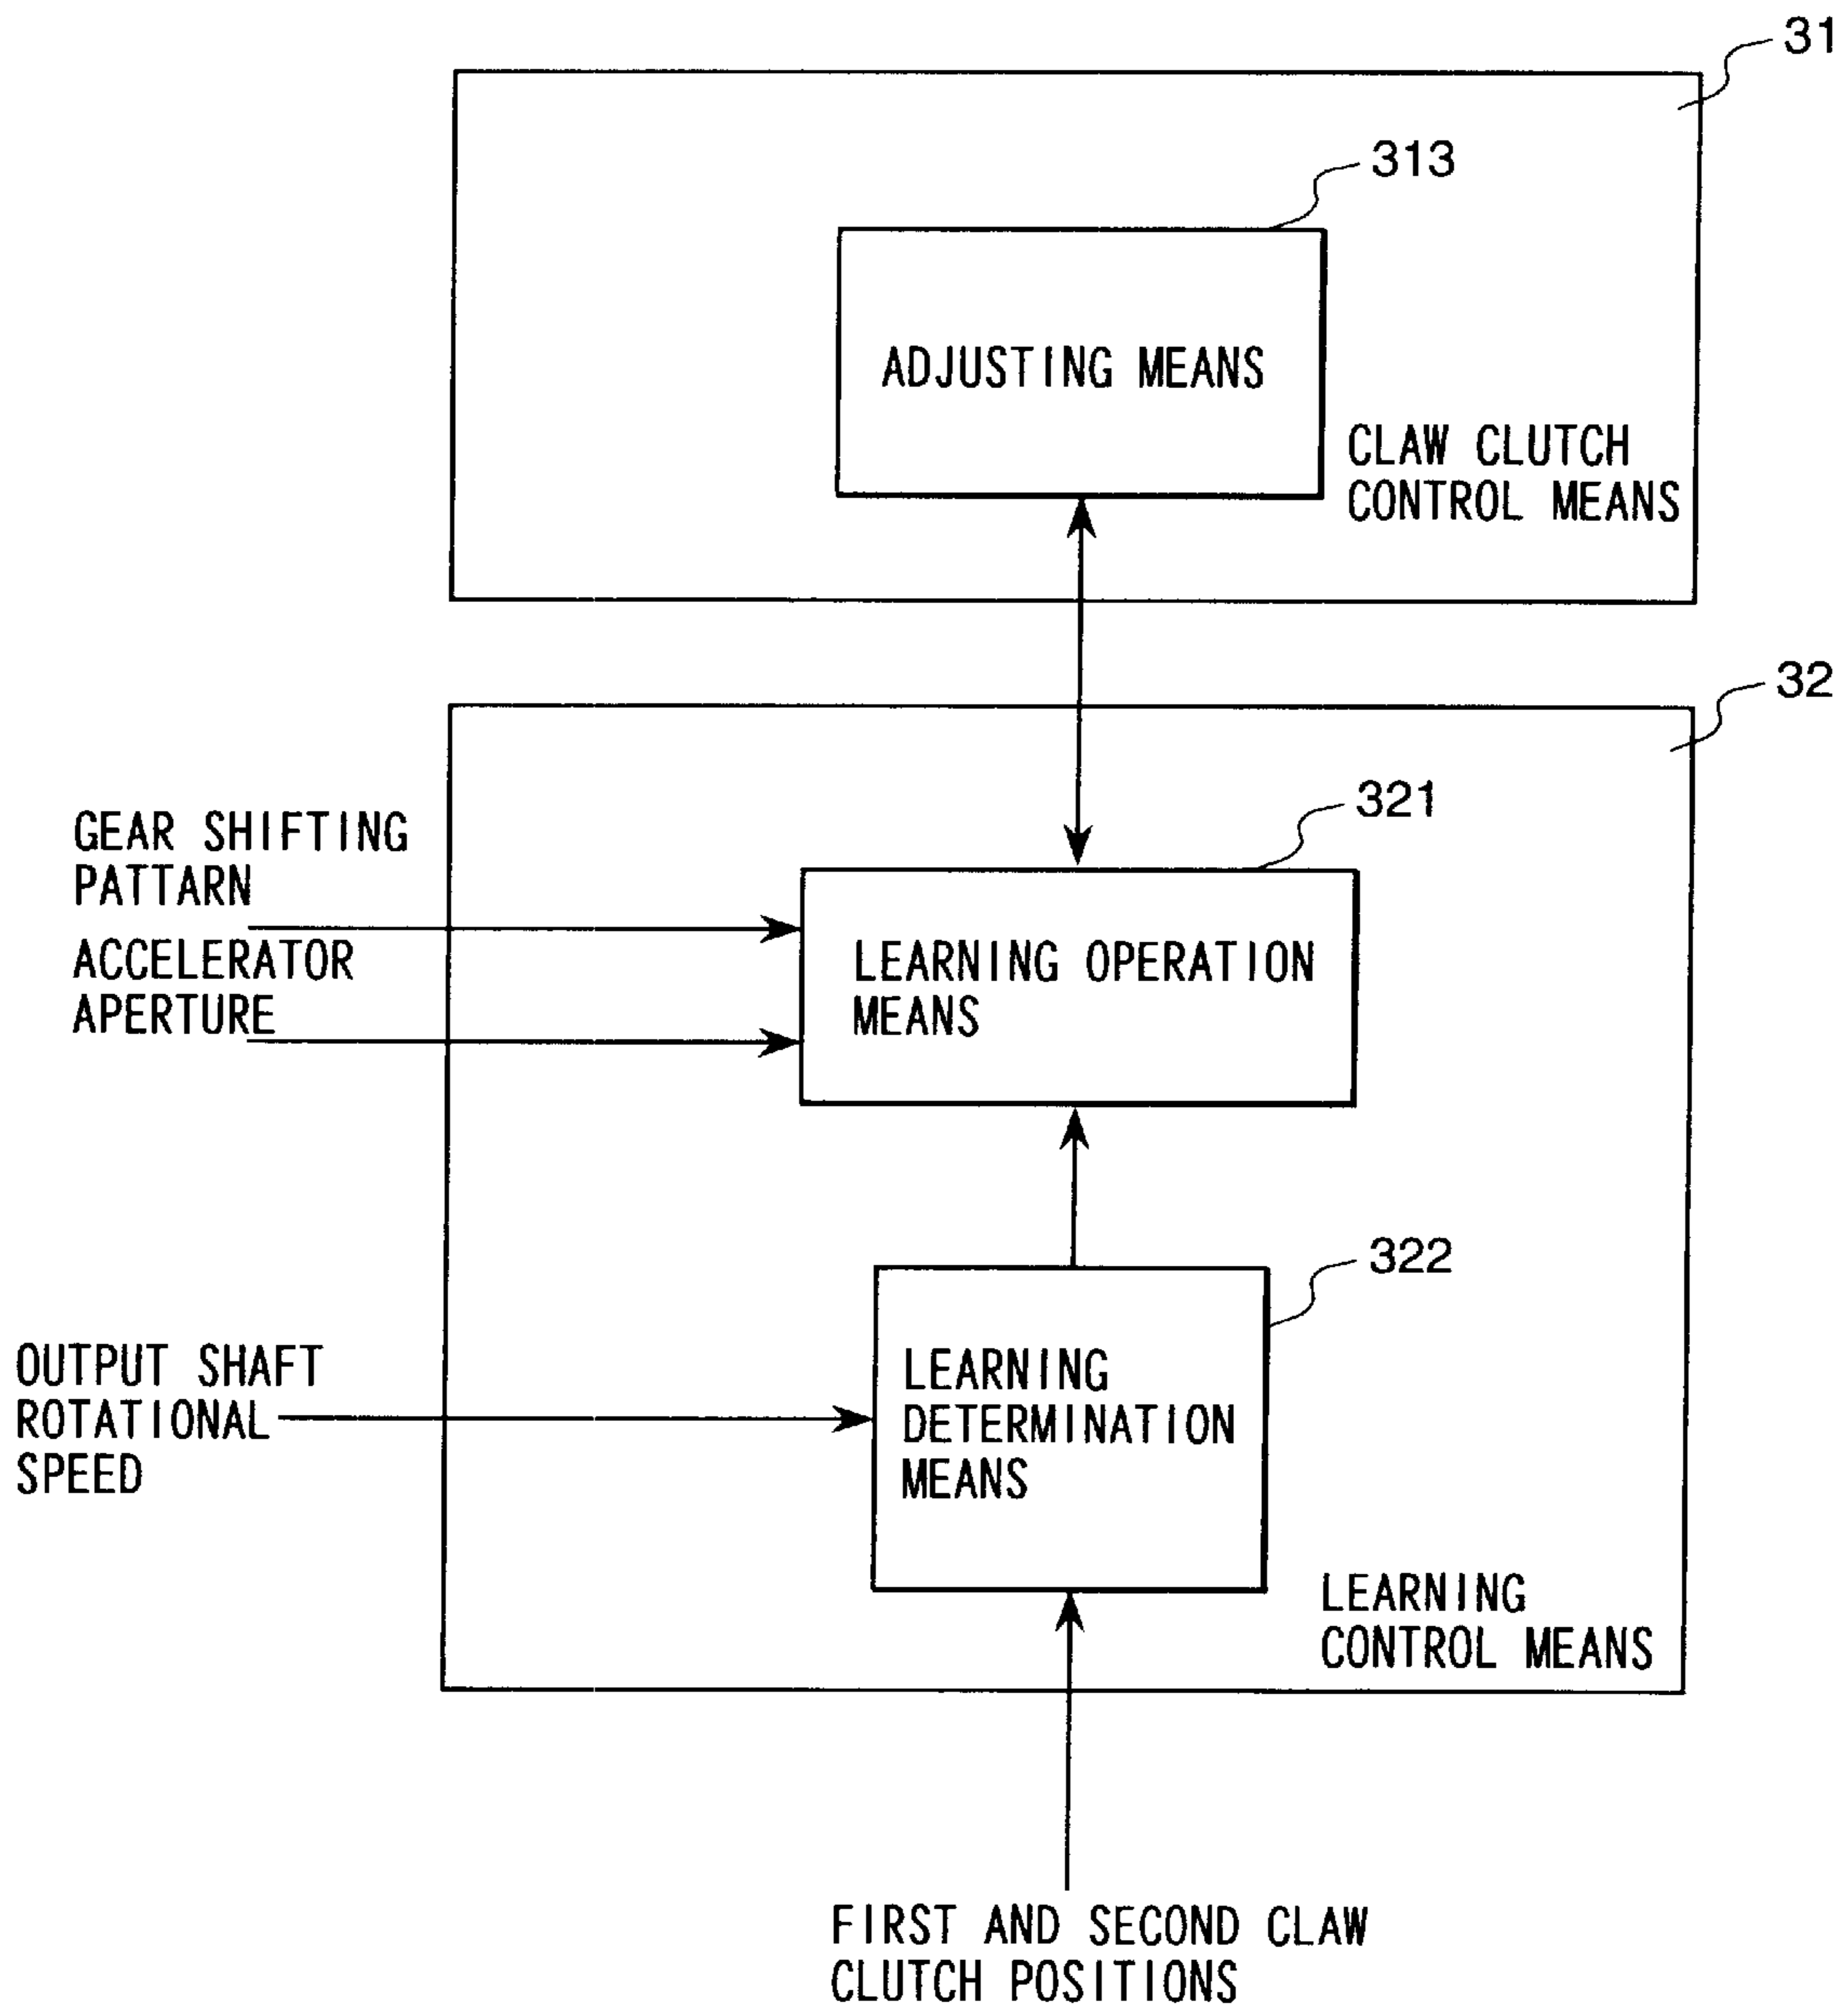 31
313
ADJUSTING MEANS
CLAW CLUTCH
CONTROL MEANS
32
321
GEAR SHIFTING
PATTARN
ACCELERATOR
APERTURE
LEARNING OPERATION
MEANS
322
OUTPUT SHAFT
ROTATIONAL
SPEED
LEARNING
DETERMINATION
MEANS
LEARNING
CONTROL MEANS
FIRST AND SECOND CLAW
CLUTCH POSITIONS